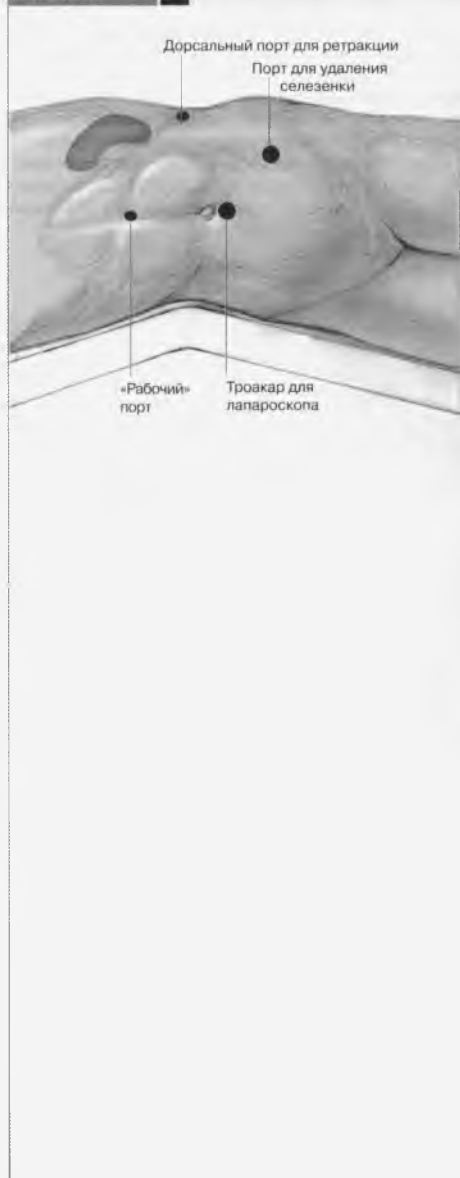 Дорсальный порт для ретракции
Порт для удаления
селезенки
«Рабочий»
порт
Троакар для
лапароскопа